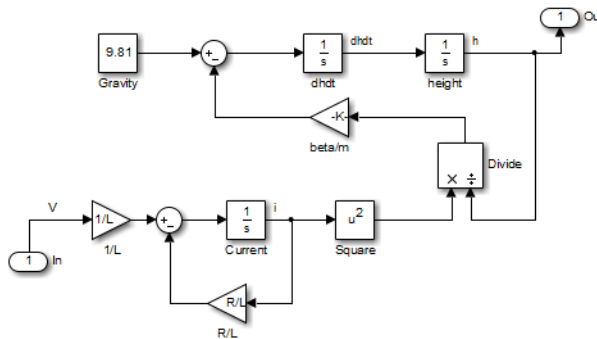 1
Ou
9.81
+
−
1
s
dhdt
1
s
h
Gravity
dhdt
height
-K-
beta/m
Divide
×
÷
V
1/L
+
−
1
s
i
u2
1
In
1/L
Current
Square
R/L
R/L